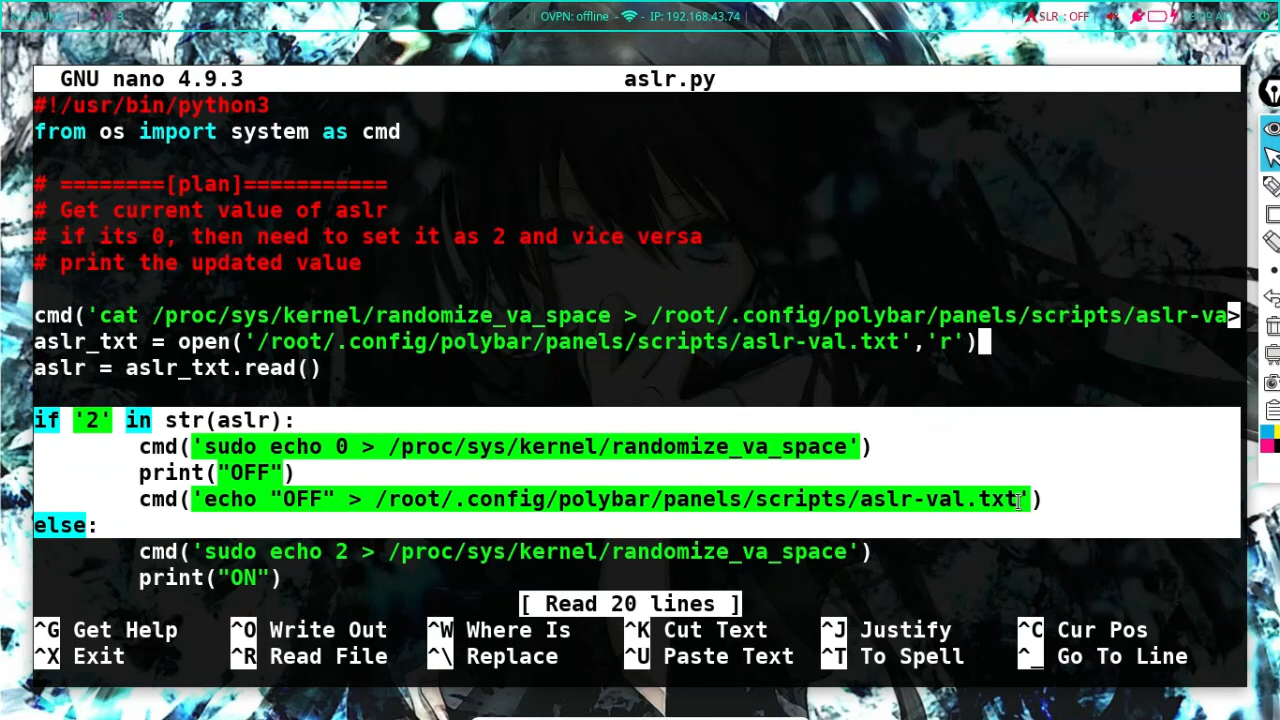 OVPN: offline - - IP: 192.168.43.74
SLR : OFF
GNU nano 4.9.3 aslr.py
#!/usr/bin/python3
from os import system as cmd
# ========[plan]===========
# Get current value of aslr
# if its 0, then need to set it as 2 and vice versa
# print the updated value
cmd('cat /proc/sys/kernel/randomize_va_space > /root/.config/polybar/panels/scripts/aslr-va>
aslr_txt = open('/root/.config/polybar/panels/scripts/aslr-val.txt','r')
aslr = aslr_txt.read()
if '2' in str(aslr):
cmd('sudo echo 0 > /proc/sys/kernel/randomize_va_space')
print("OFF")
cmd('echo "OFF" > /root/.config/polybar/panels/scripts/aslr-val.txt')
else:
cmd('sudo echo 2 > /proc/sys/kernel/randomize_va_space')
print("ON")
[ Read 20 lines ]
^G Get Help ^O Write Out ^W Where Is ^K Cut Text ^J Justify ^C Cur Pos
^X Exit ^R Read File ^\ Replace ^U Paste Text ^T To Spell ^_ Go To Line